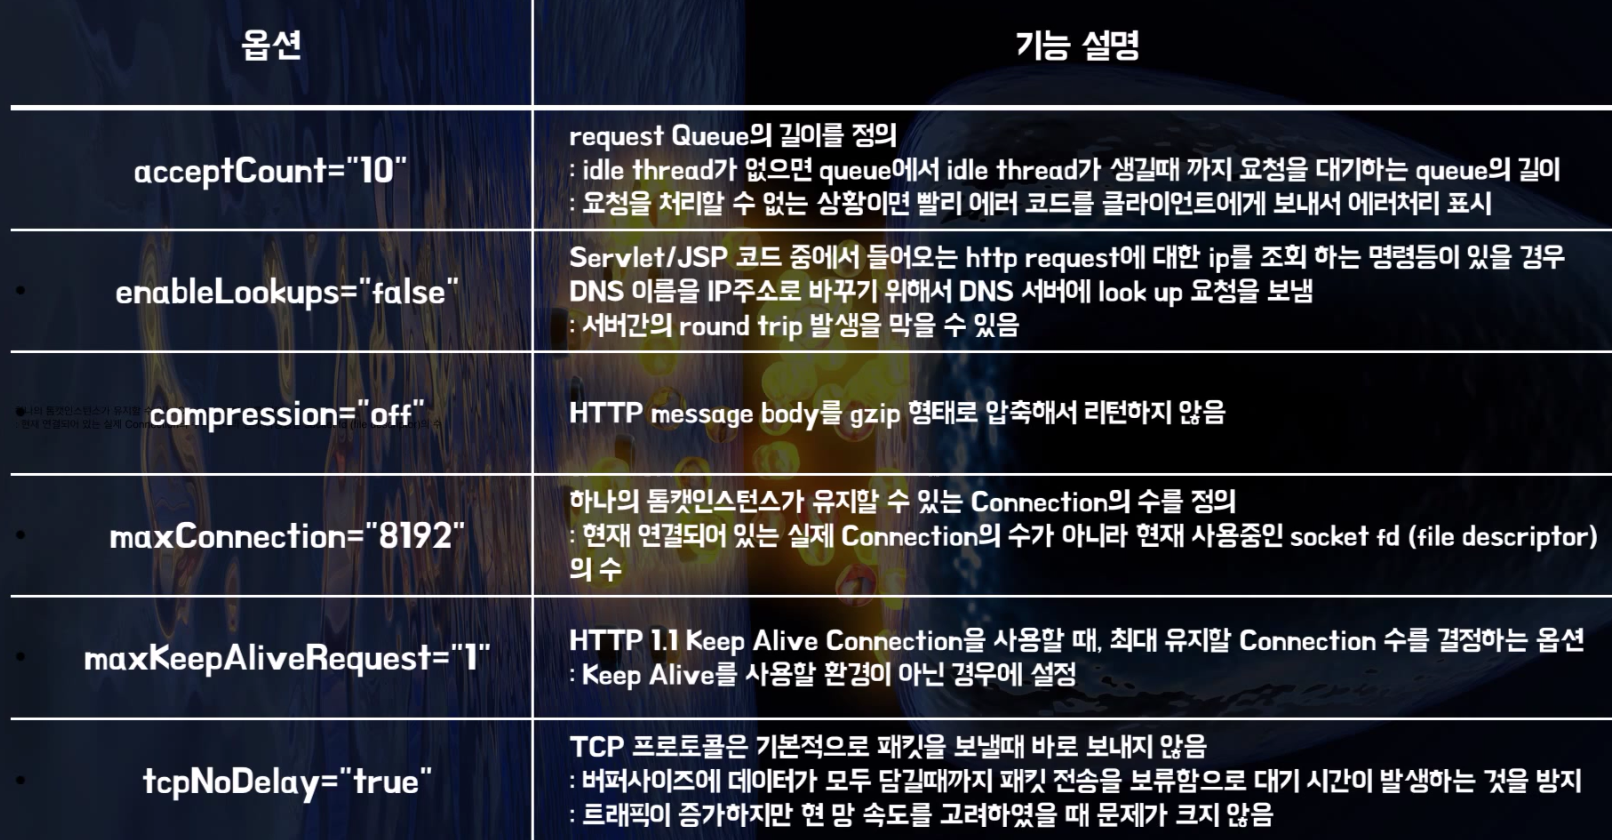 옵션
기능 설명
acceptCount="10"
request Queue의 길이를 정의
: idle thread가 없으면 queue에서 idle thread가 생길때 까지 요청을 대기하는 queue의 길이
: 요청을 처리할 수 없는 상황이면 빨리 에러 코드를 클라이언트에게 보내서 에러처리 표시
enableLookups="false"
Servlet/JSP 코드 중에서 들어오는 http request에 대한 ip를 조회 하는 명령등이 있을 경우
DNS 이름을 IP주소로 바꾸기 위해서 DNS 서버에 look up 요청을 보냄
: 서버간의 round trip 발생을 막을 수 있음
compression="off"
HTTP message body를 gzip 형태로 압축해서 리턴하지 않음
maxConnection="8192"
하나의 톰캣인스턴스가 유지할 수 있는 Connection의 수를 정의
: 현재 연결되어 있는 실제 Connection의 수가 아니라 현재 사용중인 socket fd (file descriptor)
의 수
maxKeepAliveRequest="1"
HTTP 1.1 Keep Alive Connection을 사용할 때, 최대 유지할 Connection 수를 결정하는 옵션
: Keep Alive를 사용할 환경이 아닌 경우에 설정
tcpNoDelay="true"
TCP 프로토콜은 기본적으로 패킷을 보낼때 바로 보내지 않음
: 버퍼사이즈에 데이터가 모두 담길때까지 패킷 전송을 보류함으로 대기 시간이 발생하는 것을 방지
: 트래픽이 증가하지만 현 망 속도를 고려하였을 때 문제가 크지 않음